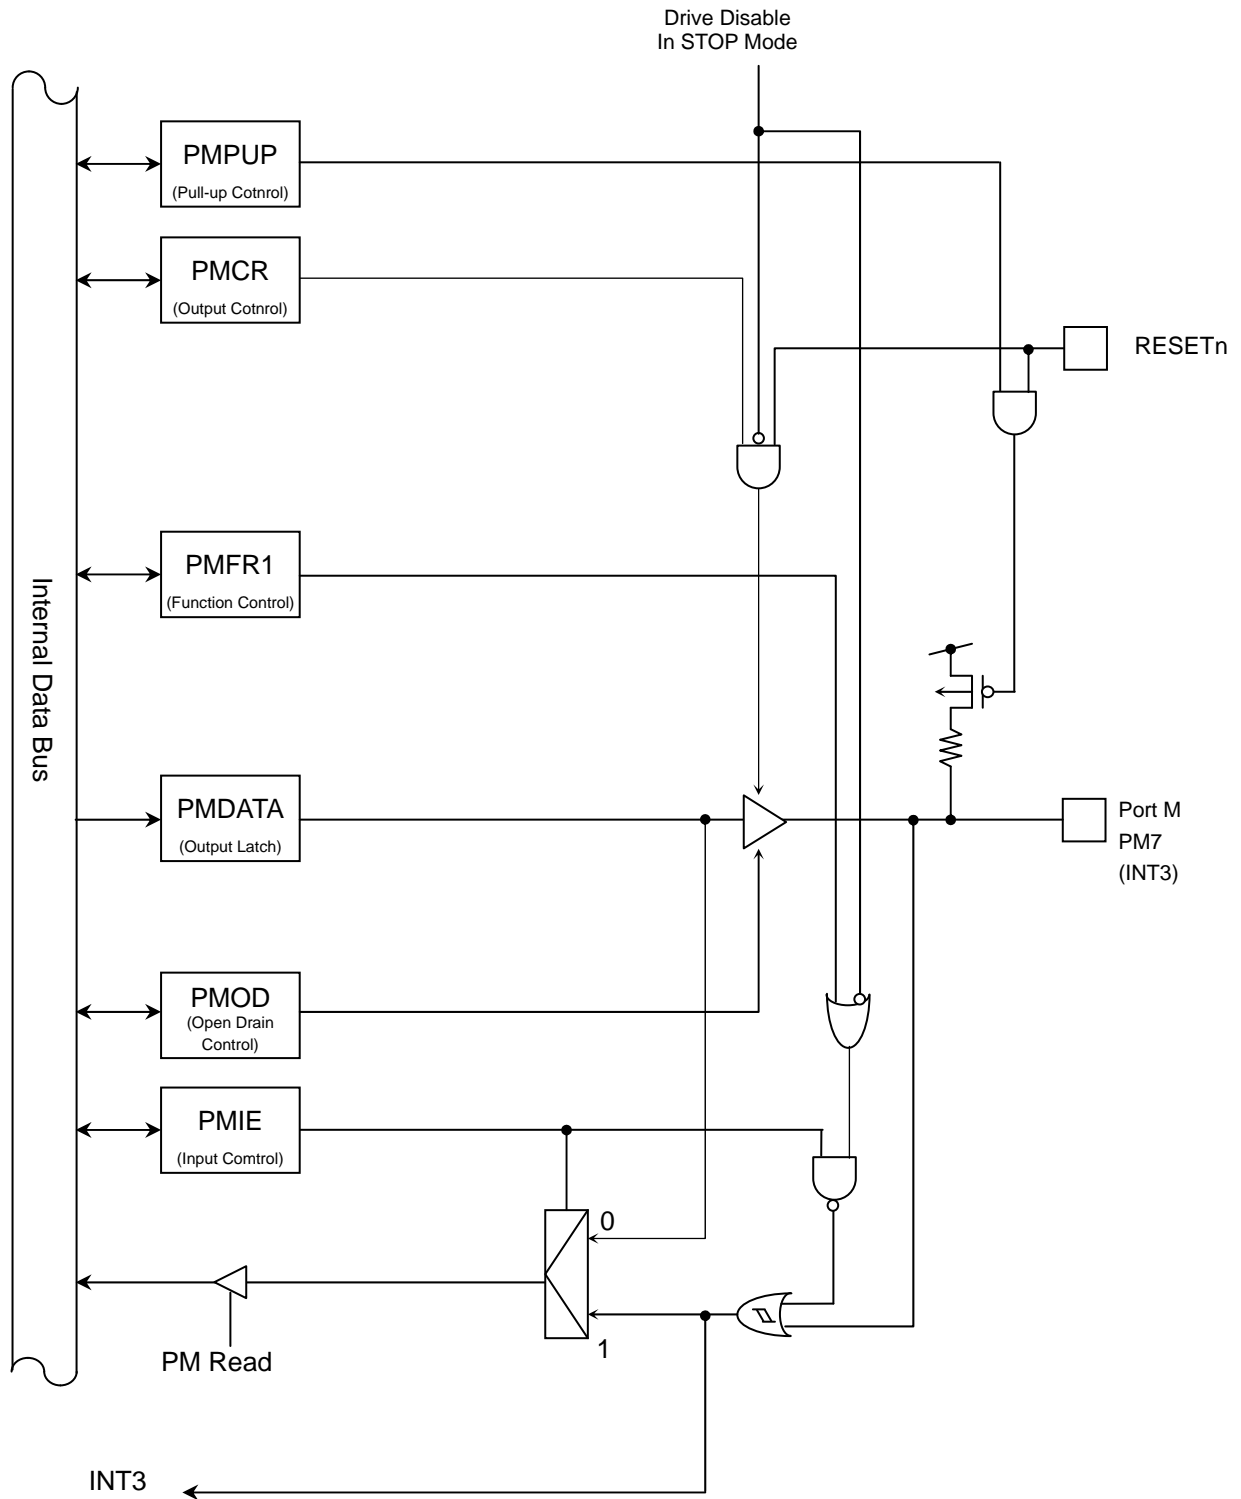 Drive Disable
In STOP Mode
PMPUP
(Pull-up Cotnrol)
PMCR
(Output Cotnrol)
RESETn
PMFR1
(Function Control)
Internal Data Bus
PMDATA
(Output Latch)
Port M
PM7
(INT3)
PMOD
(Open Drain
Control)
PMIE
(Input Comtrol)
0
1
PM Read
INT3